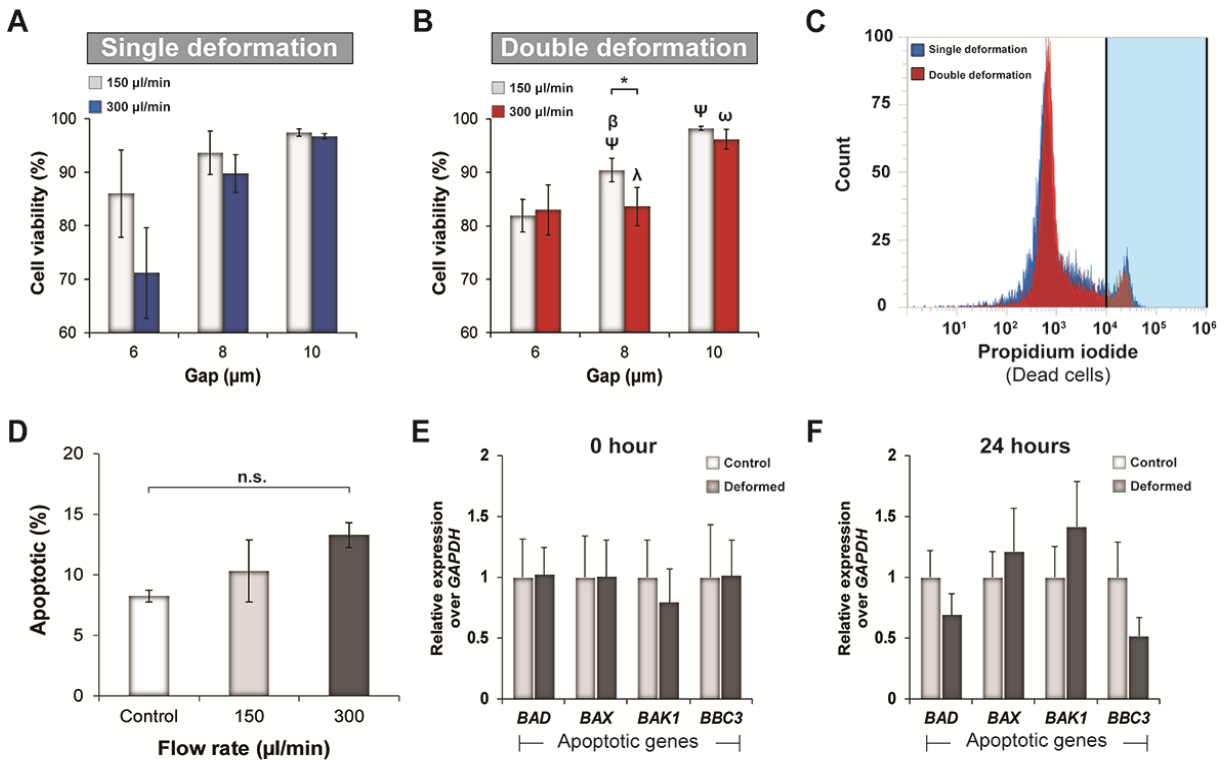 A
Single deformation
150 µl/min
300 µl/min
Cell viability (%)
100
90
80
70
60
6 8 10
Gap (µm)
B
Double deformation
150 µl/min
300 µl/min
*
β
Ψ
λ
Ψ
ω
Cell viability (%)
100
90
80
70
60
6 8 10
Gap (µm)
C
Single deformation
Double deformation
Count
100
75
50
25
0
10¹ 10² 10³ 10⁴ 10⁵ 10⁶
Propidium iodide
(Dead cells)
D
n.s.
Apoptotic (%)
20
15
10
5
0
Control 150 300
Flow rate (µl/min)
E
0 hour
Control
Deformed
Relative expression
over GAPDH
2
1.5
1
0.5
0
BAD BAX BAK1 BBC3
Apoptotic genes
F
24 hours
Control
Deformed
Relative expression
over GAPDH
2
1.5
1
0.5
0
BAD BAX BAK1 BBC3
Apoptotic genes